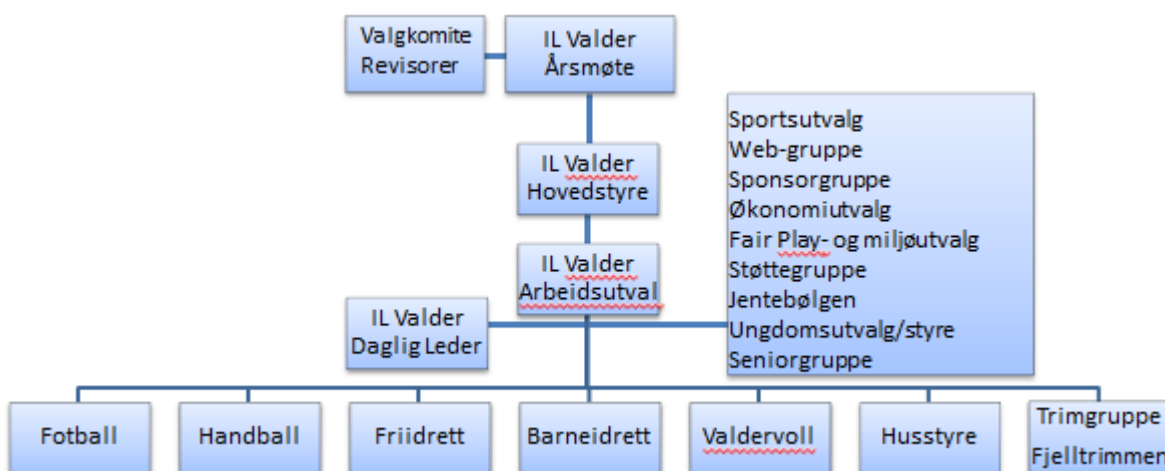 Valgkomite
Revisorer
IL Valder
Årsmøte
IL Valder
Hovedstyre
Sportsutvalg
Web-gruppe
Sponsorgruppe
Økonomiutvalg
Fair Play- og miljøutvalg
Støttegruppe
Jentebølgen
Ungdomsutvalg/styre
Seniorgruppe
IL Valder
Arbeidsutval
IL Valder
Daglig Leder
Fotball
Handball
Friidrett
Barneidrett
Valdervoll
Husstyre
Trimgruppe
Fjelltrimmen